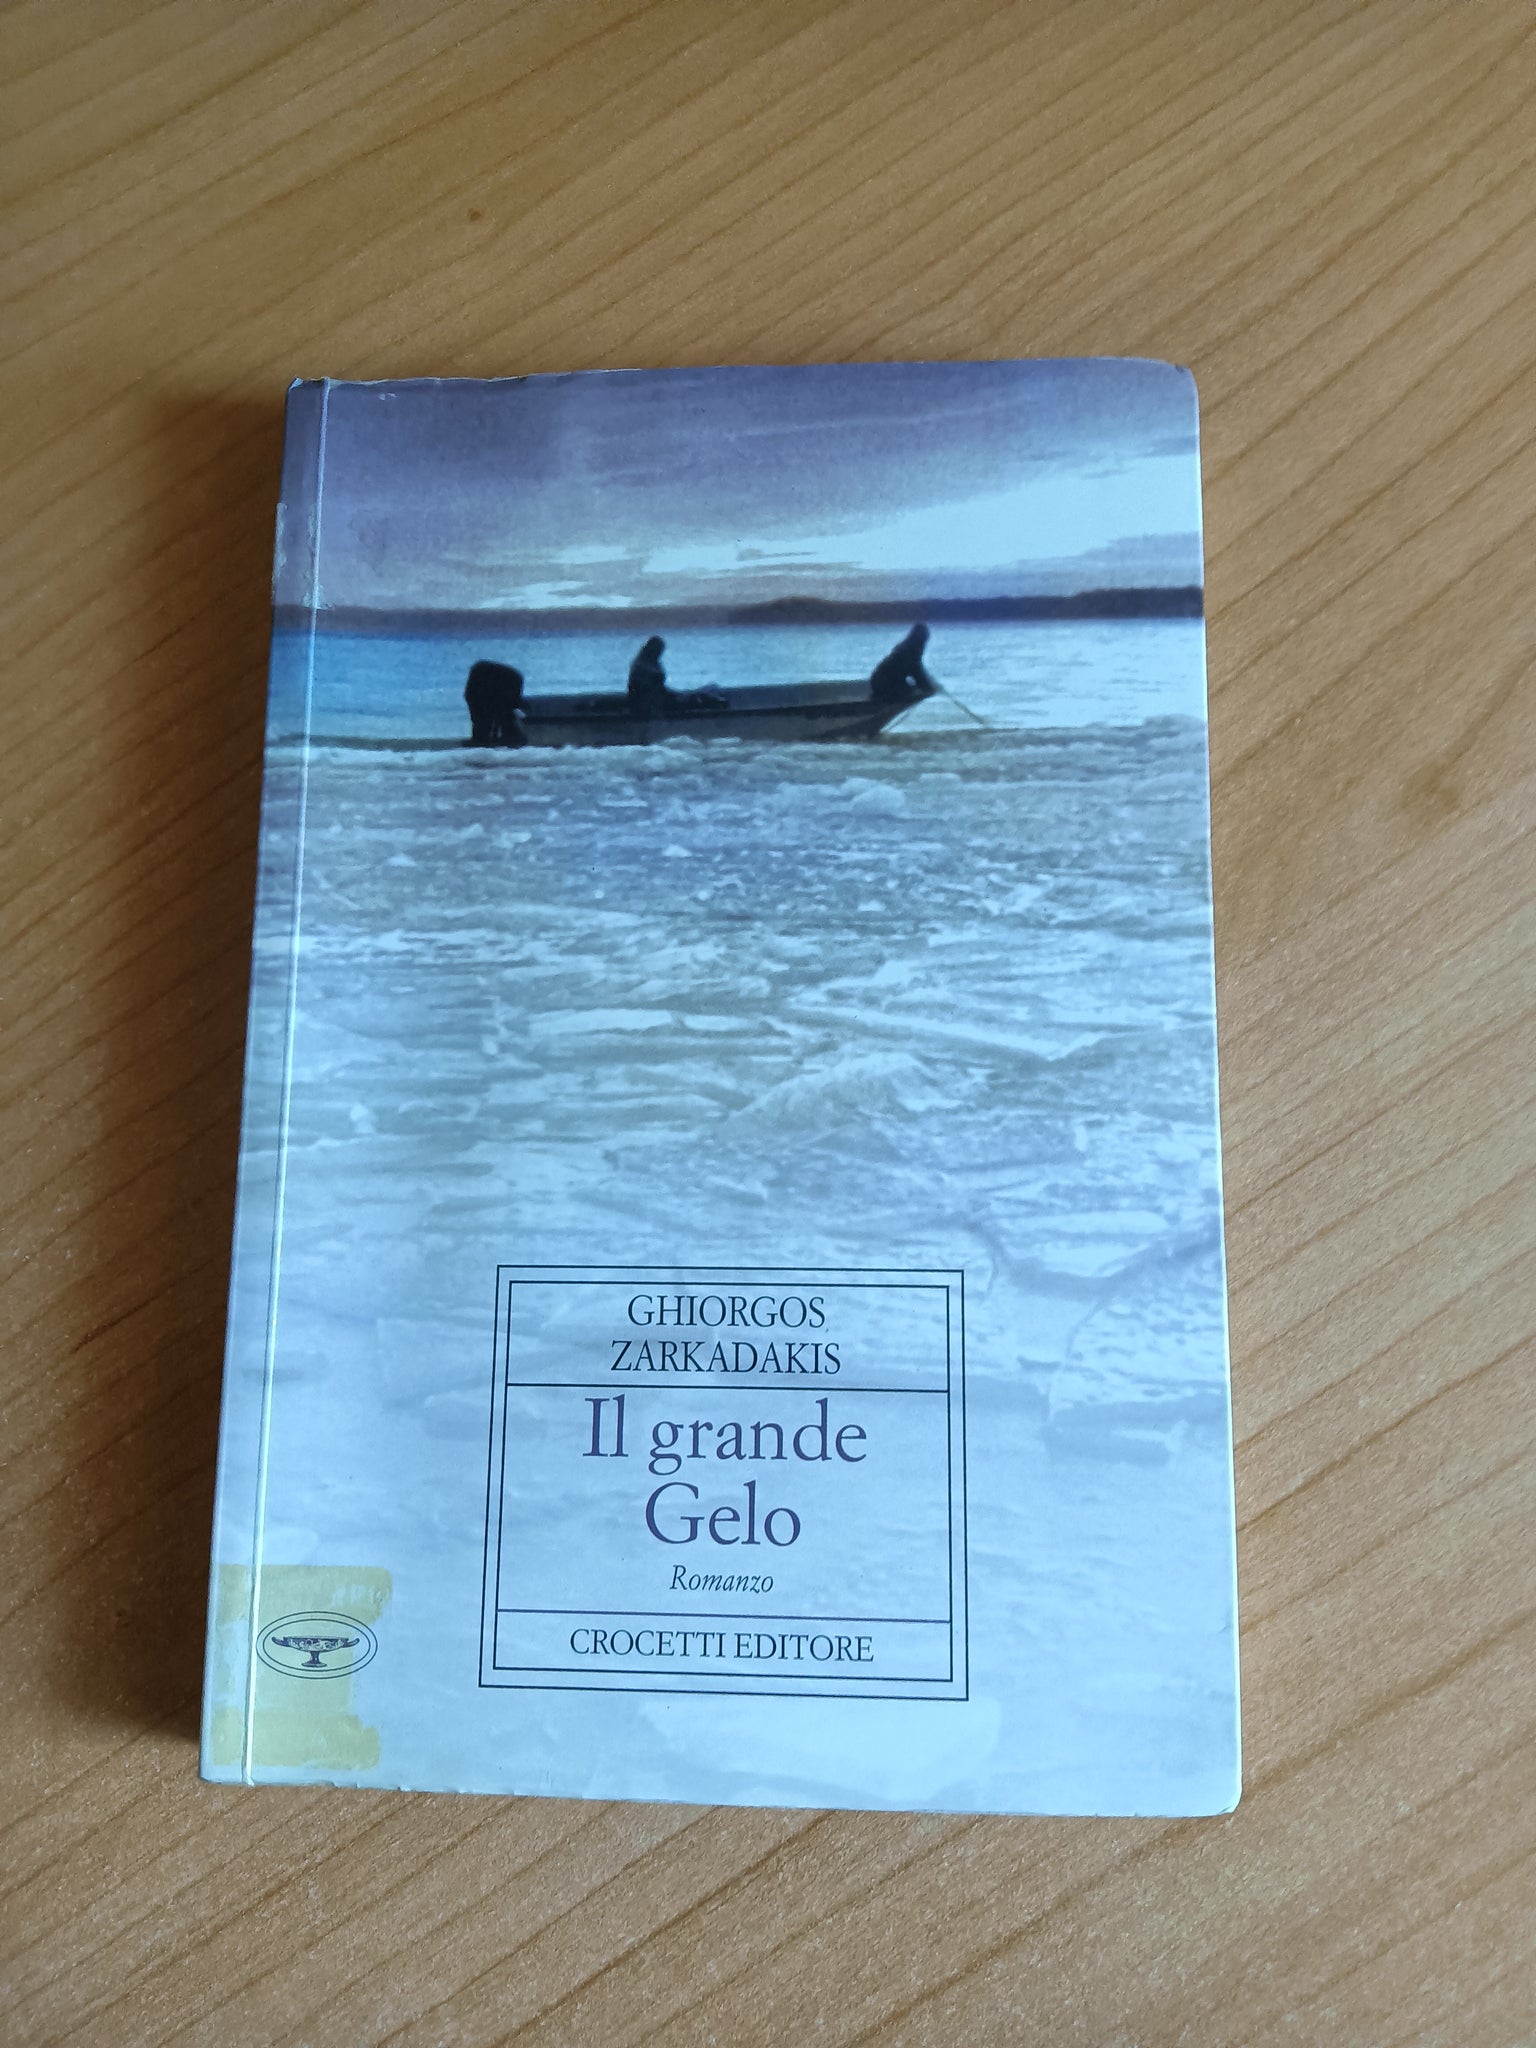 GHIORGOS
ZARKADAKIS
Il grande
Gelo
Romanzo
CROCETTI EDITORE